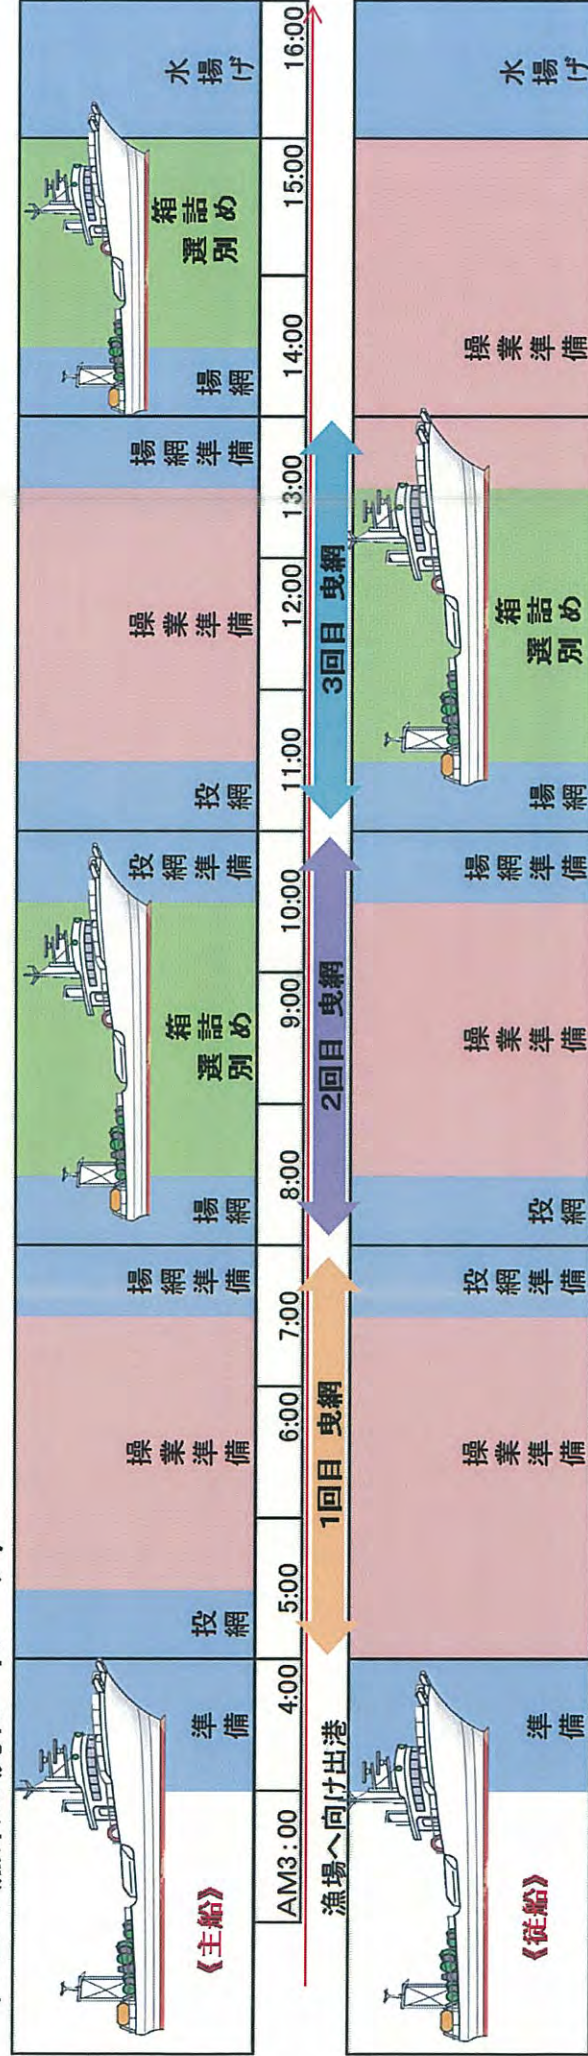 《主船》
準備
投網
操業準備
揚網準備
揚網
選別
箱詰め
投網準備
投網
操業準備
揚網準備
揚網
選別
箱詰め
水揚げ
AM3:00
4:00
5:00
6:00
7:00
8:00
9:00
10:00
11:00
12:00
13:00
14:00
15:00
16:00
漁場へ向け出港
1回目 曳網
2回目 曳網
3回目 曳網
《従船》
準備
操業準備
投網準備
投網
操業準備
揚網準備
揚網
選別
箱詰め
操業準備
水揚げ